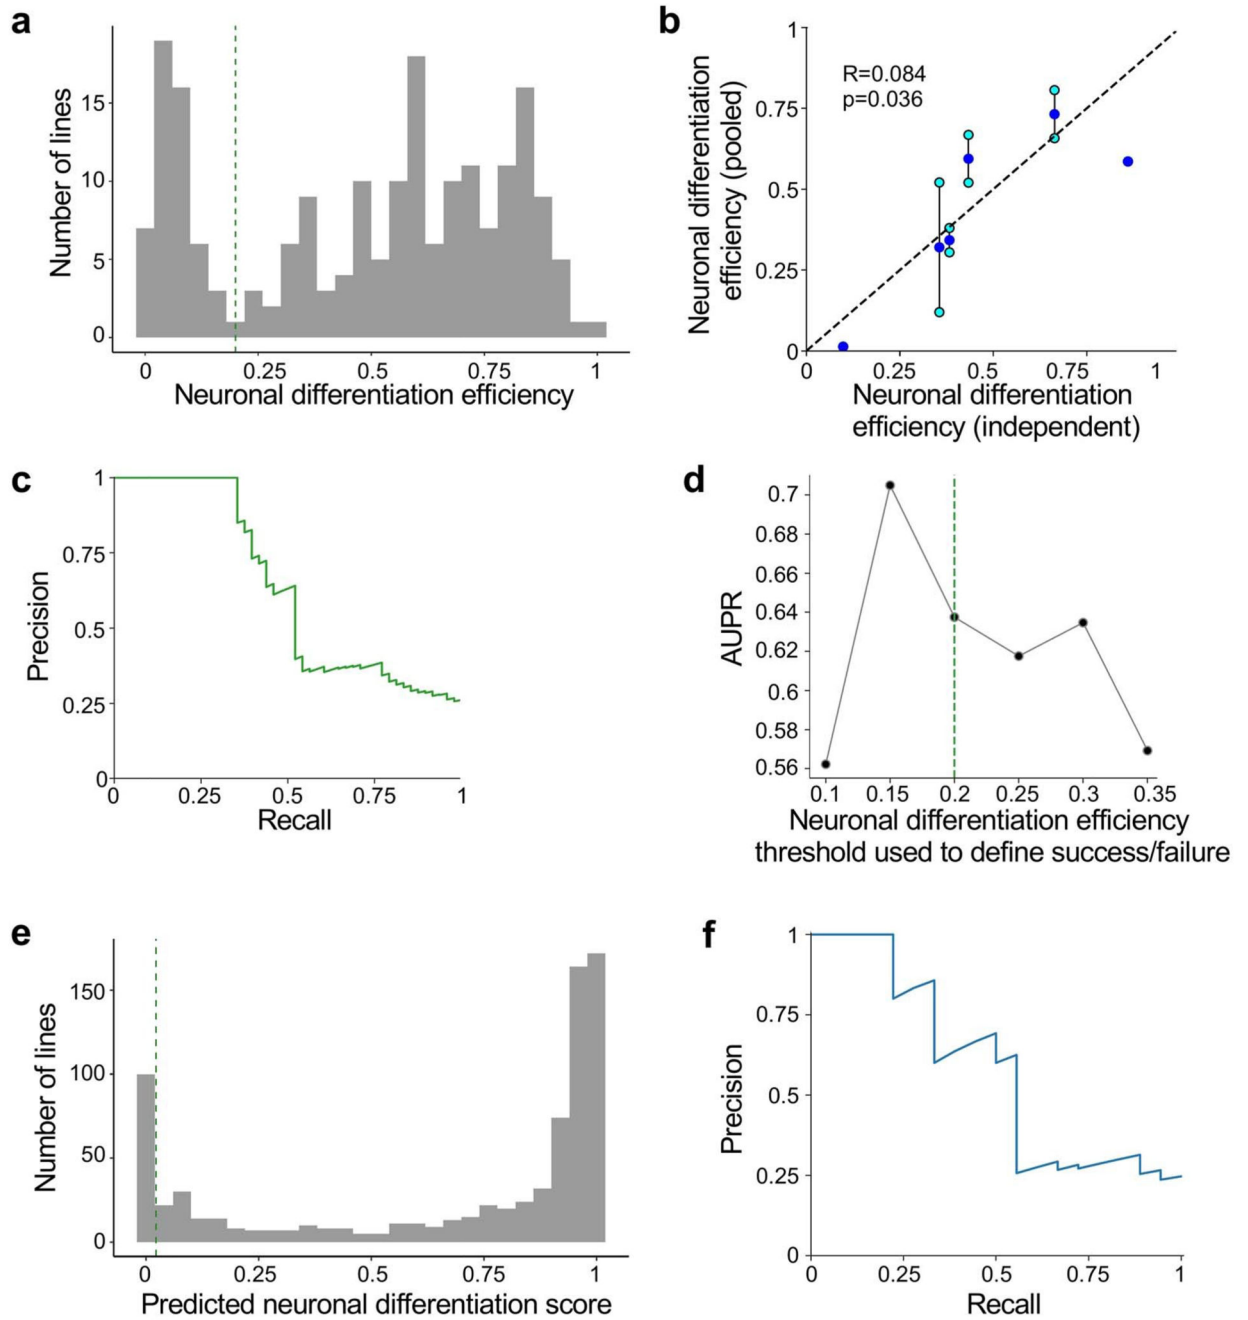 a
Number of lines
15
10
5
0
0 0.25 0.5 0.75 1
Neuronal differentiation efficiency
b
Neuronal differentiation
efficiency (pooled)
R=0.084
p=0.036
1
0.75
0.5
0.25
0
0 0.25 0.5 0.75 1
Neuronal differentiation
efficiency (independent)
c
Precision
1
0.75
0.5
0.25
0
0 0.25 0.5 0.75 1
Recall
d
AUPR
0.7
0.68
0.66
0.64
0.62
0.6
0.58
0.56
0.1 0.15 0.2 0.25 0.3 0.35
Neuronal differentiation efficiency
threshold used to define success/failure
e
Number of lines
150
100
50
0
0 0.25 0.5 0.75 1
Predicted neuronal differentiation score
f
Precision
1
0.75
0.5
0.25
0
0 0.25 0.5 0.75 1
Recall